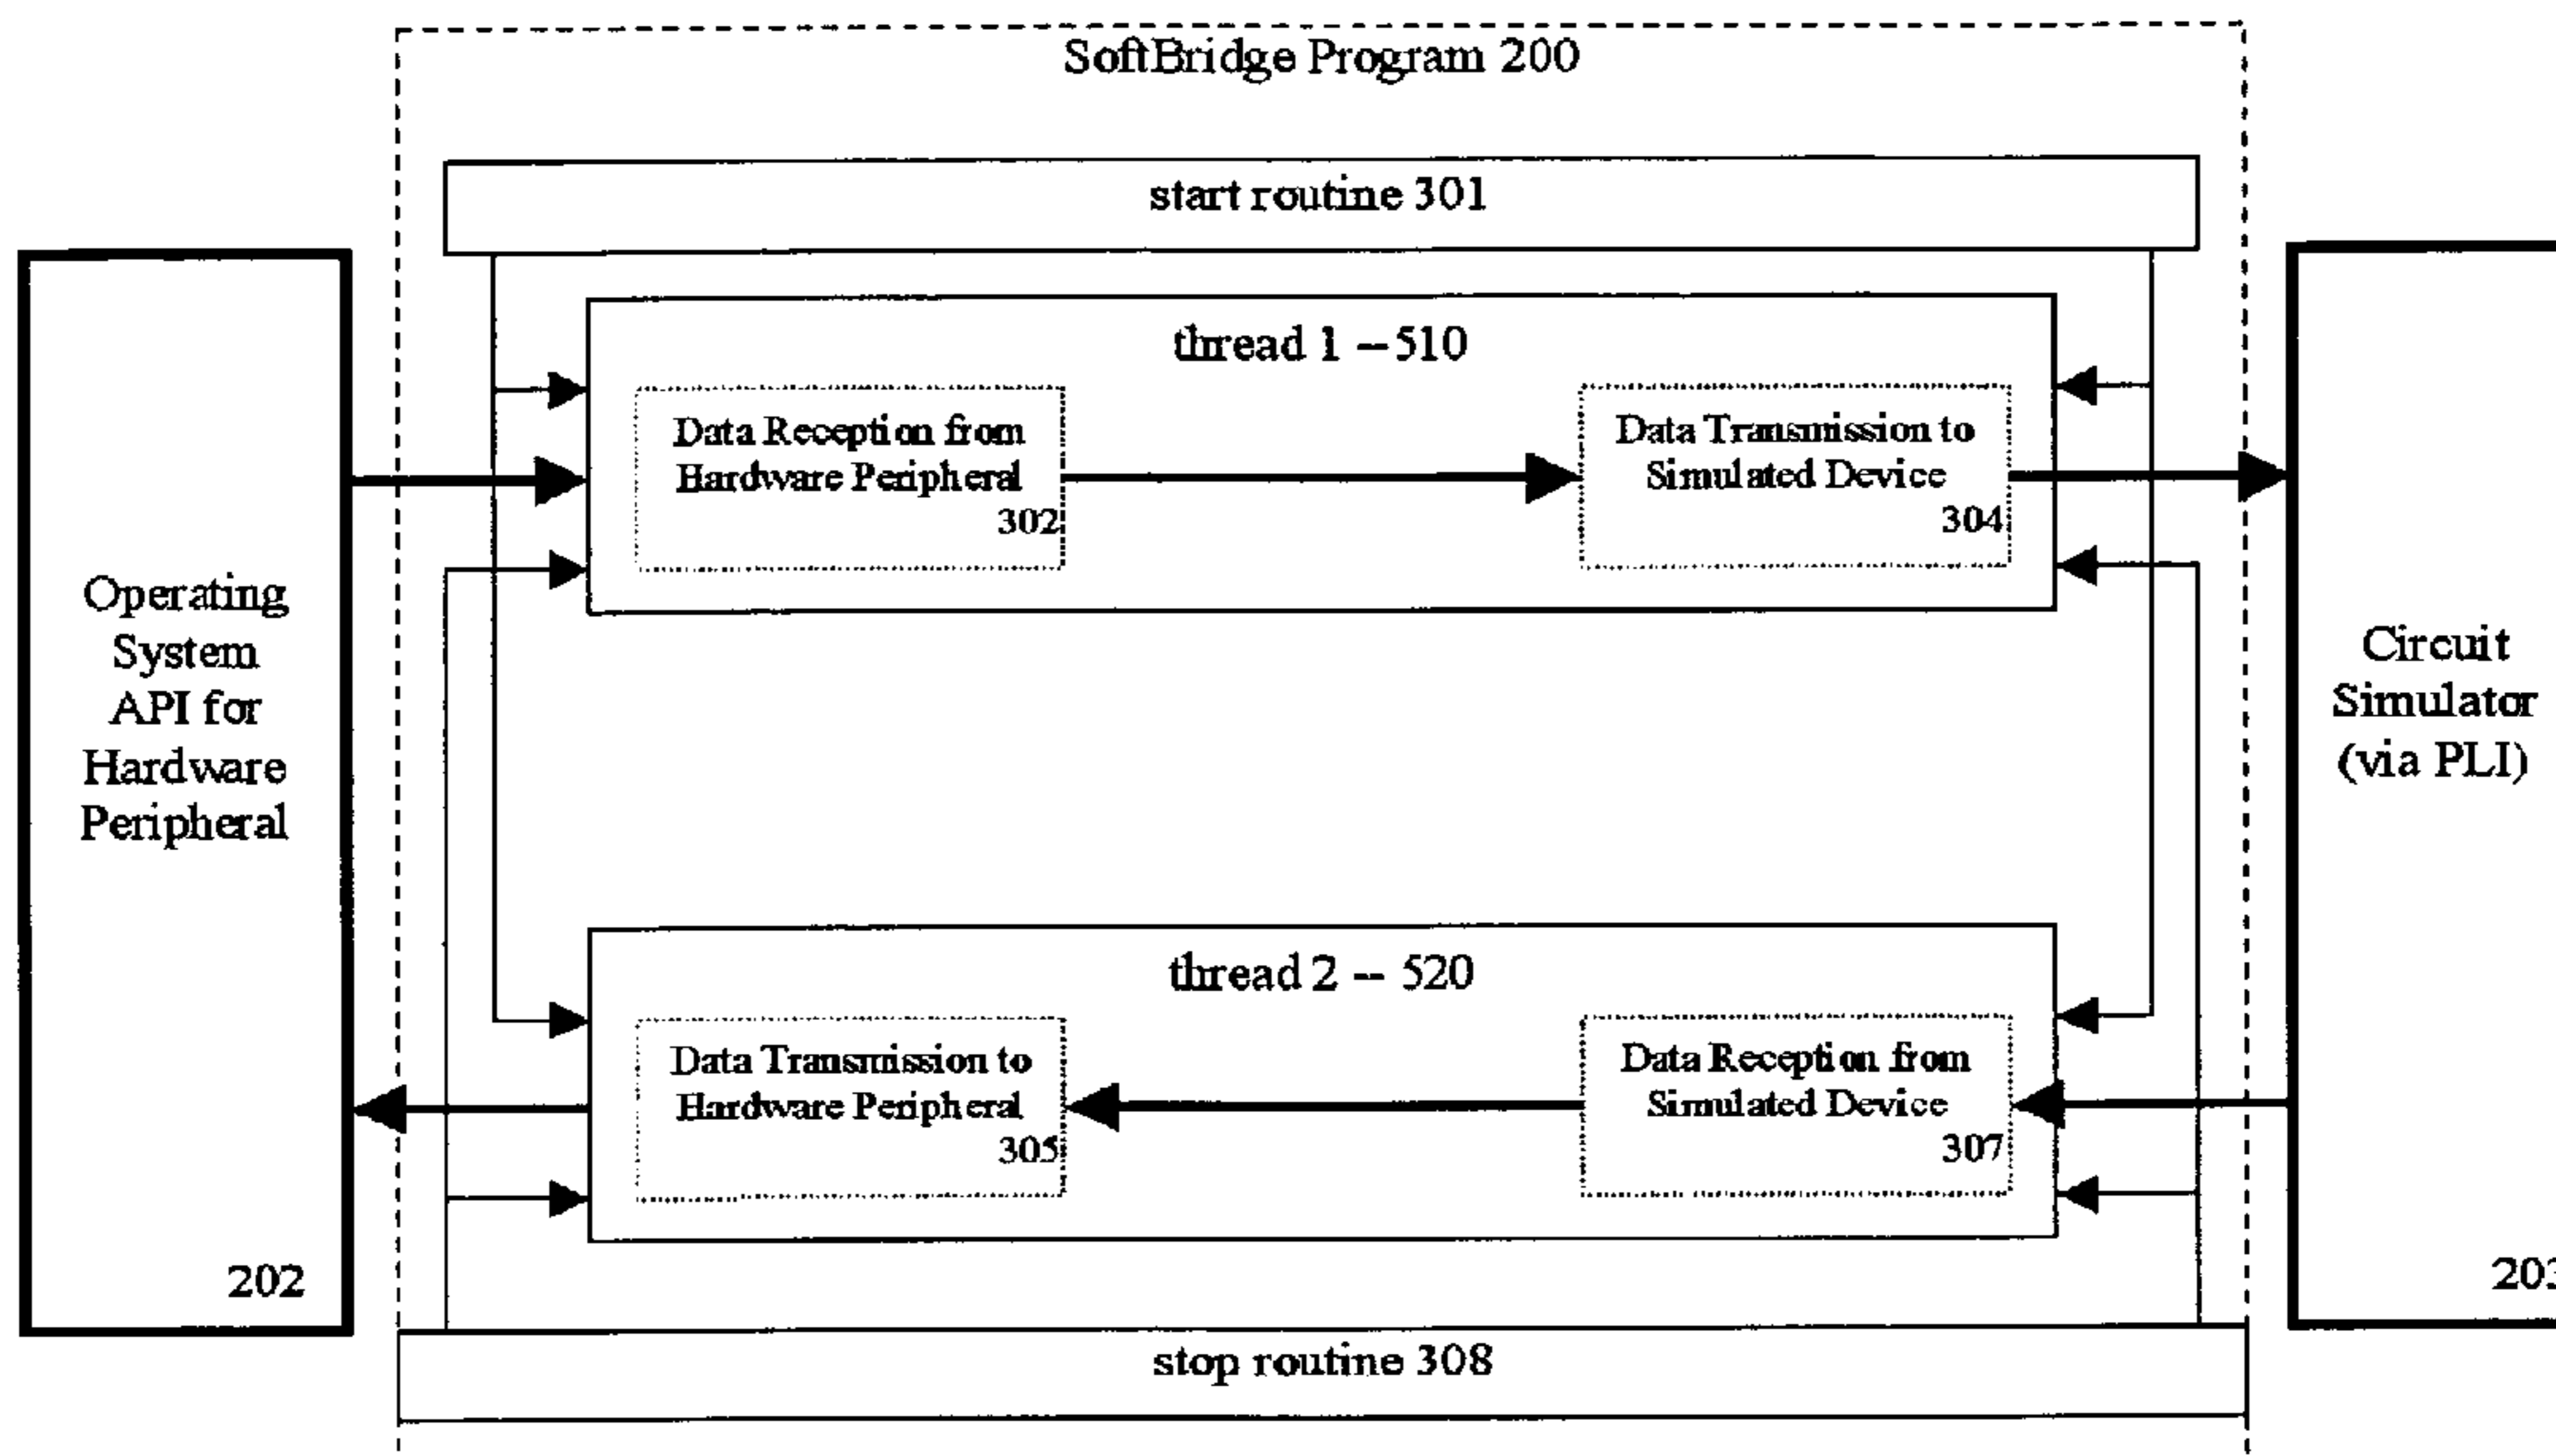 SoftBridge Program 200
start routine 301
thread 1 -- 510
Data Reception from
Hardware Peripheral
302
Data Transmission to
Simulated Device
304
Operating
System
API for
Hardware
Peripheral
202
Circuit
Simulator
(via PLI)
203
thread 2 -- 520
Data Transmission to
Hardware Peripheral
305
Data Reception from
Simulated Device
307
stop routine 308